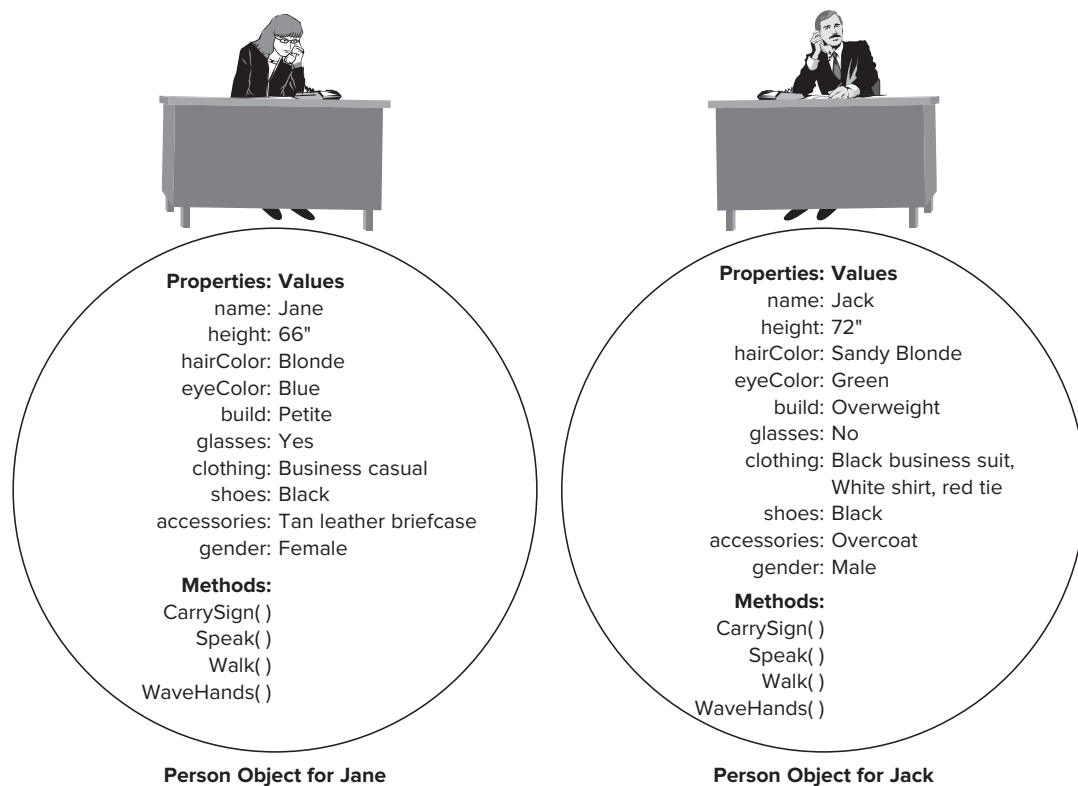 Properties: Values
name: Jane
height: 66"
hairColor: Blonde
eyeColor: Blue
build: Petite
glasses: Yes
clothing: Business casual
shoes: Black
accessories: Tan leather briefcase
gender: Female
Methods:
CarrySign( )
Speak( )
Walk( )
WaveHands( )
Person Object for Jane
Properties: Values
name: Jack
height: 72"
hairColor: Sandy Blonde
eyeColor: Green
build: Overweight
glasses: No
clothing: Black business suit,
White shirt, red tie
shoes: Black
accessories: Overcoat
gender: Male
Methods:
CarrySign( )
Speak( )
Walk( )
WaveHands( )
Person Object for Jack